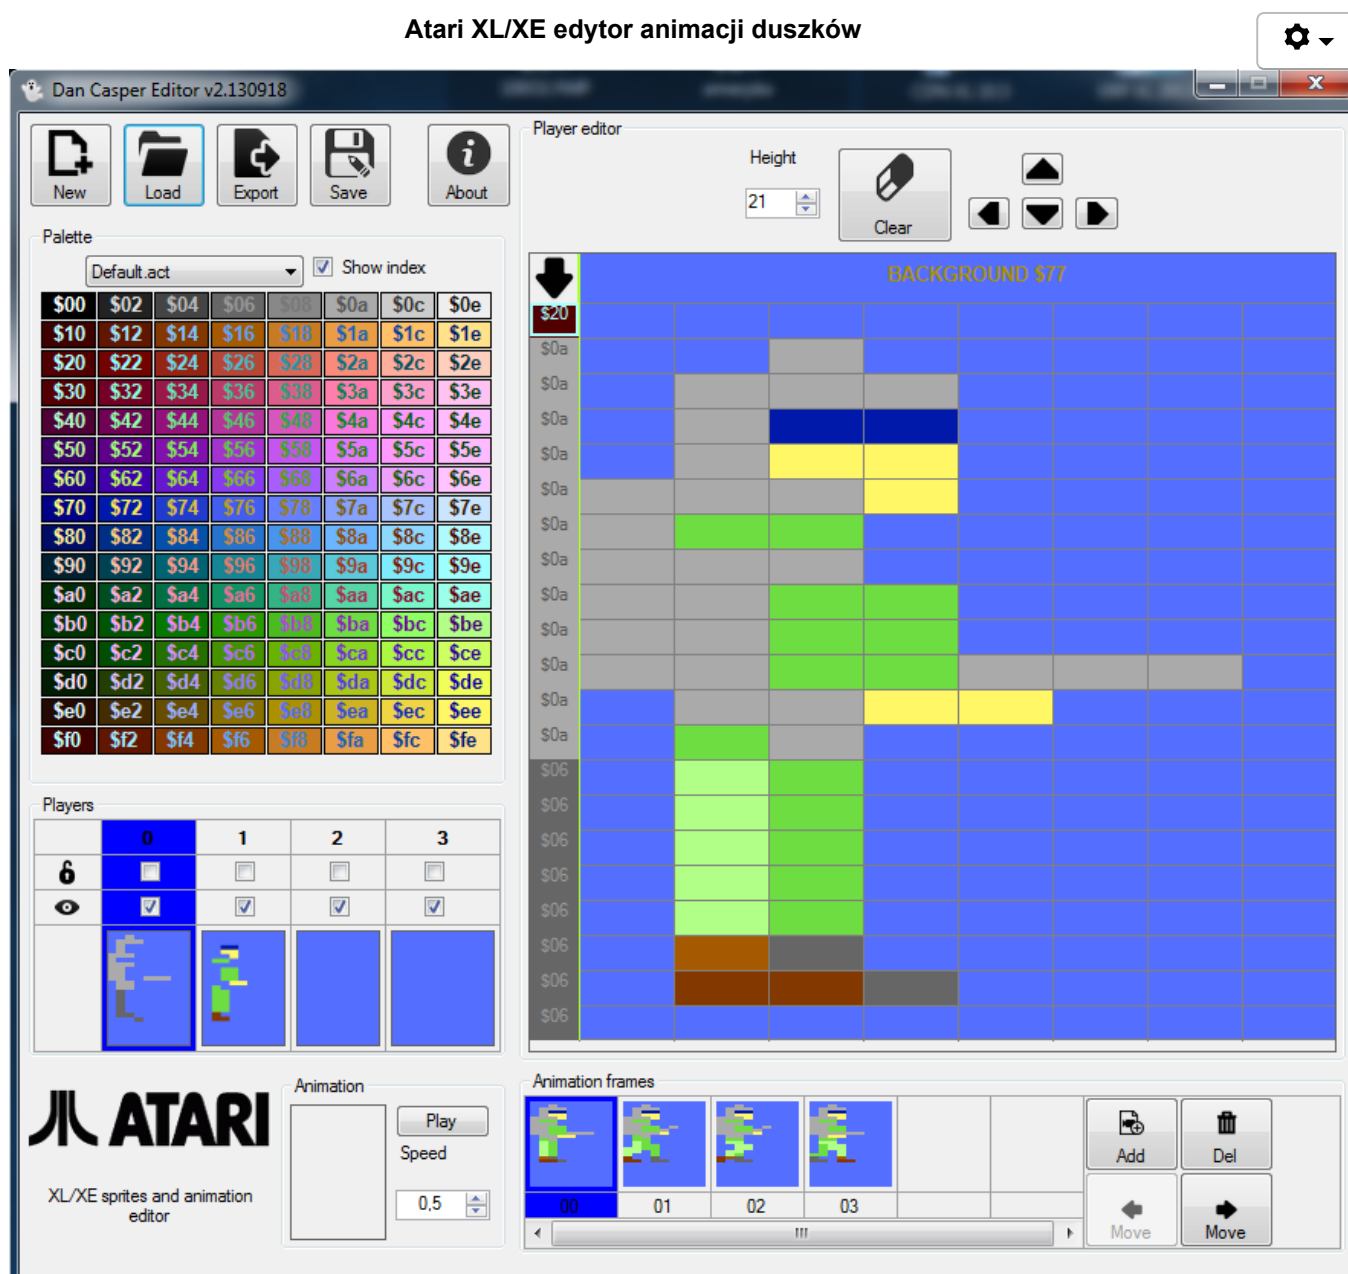 Atari XL/XE edytor animacji duszków
Dan Casper Editor v2.130918
New
Load
Export
Save
About
Palette
Default.act
Show index
$00 $02 $04 $06 $08 $0a $0c $0e
$10 $12 $14 $16 $18 $1a $1c $1e
$20 $22 $24 $26 $28 $2a $2c $2e
$30 $32 $34 $36 $38 $3a $3c $3e
$40 $42 $44 $46 $48 $4a $4c $4e
$50 $52 $54 $56 $58 $5a $5c $5e
$60 $62 $64 $66 $68 $6a $6c $6e
$70 $72 $74 $76 $78 $7a $7c $7e
$80 $82 $84 $86 $88 $8a $8c $8e
$90 $92 $94 $96 $98 $9a $9c $9e
$a0 $a2 $a4 $a6 $a8 $aa $ac $ae
$b0 $b2 $b4 $b6 $b8 $ba $bc $be
$c0 $c2 $c4 $c6 $c8 $ca $cc $ce
$d0 $d2 $d4 $d6 $d8 $da $dc $de
$e0 $e2 $e4 $e6 $e8 $ea $ec $ee
$f0 $f2 $f4 $f6 $f8 $fa $fc $fe
Players
0 1 2 3
ATARI
XL/XE sprites and animation
editor
Animation
Play
Speed
0,5
Player editor
Height
21
Clear
BACKGROUND $77
$20
$0a
$0a
$0a
$0a
$0a
$0a
$0a
$0a
$0a
$0a
$0a
$0a
$06
$06
$06
$06
$06
$06
$06
$06
Animation frames
00 01 02 03
Add
Del
Move
Move